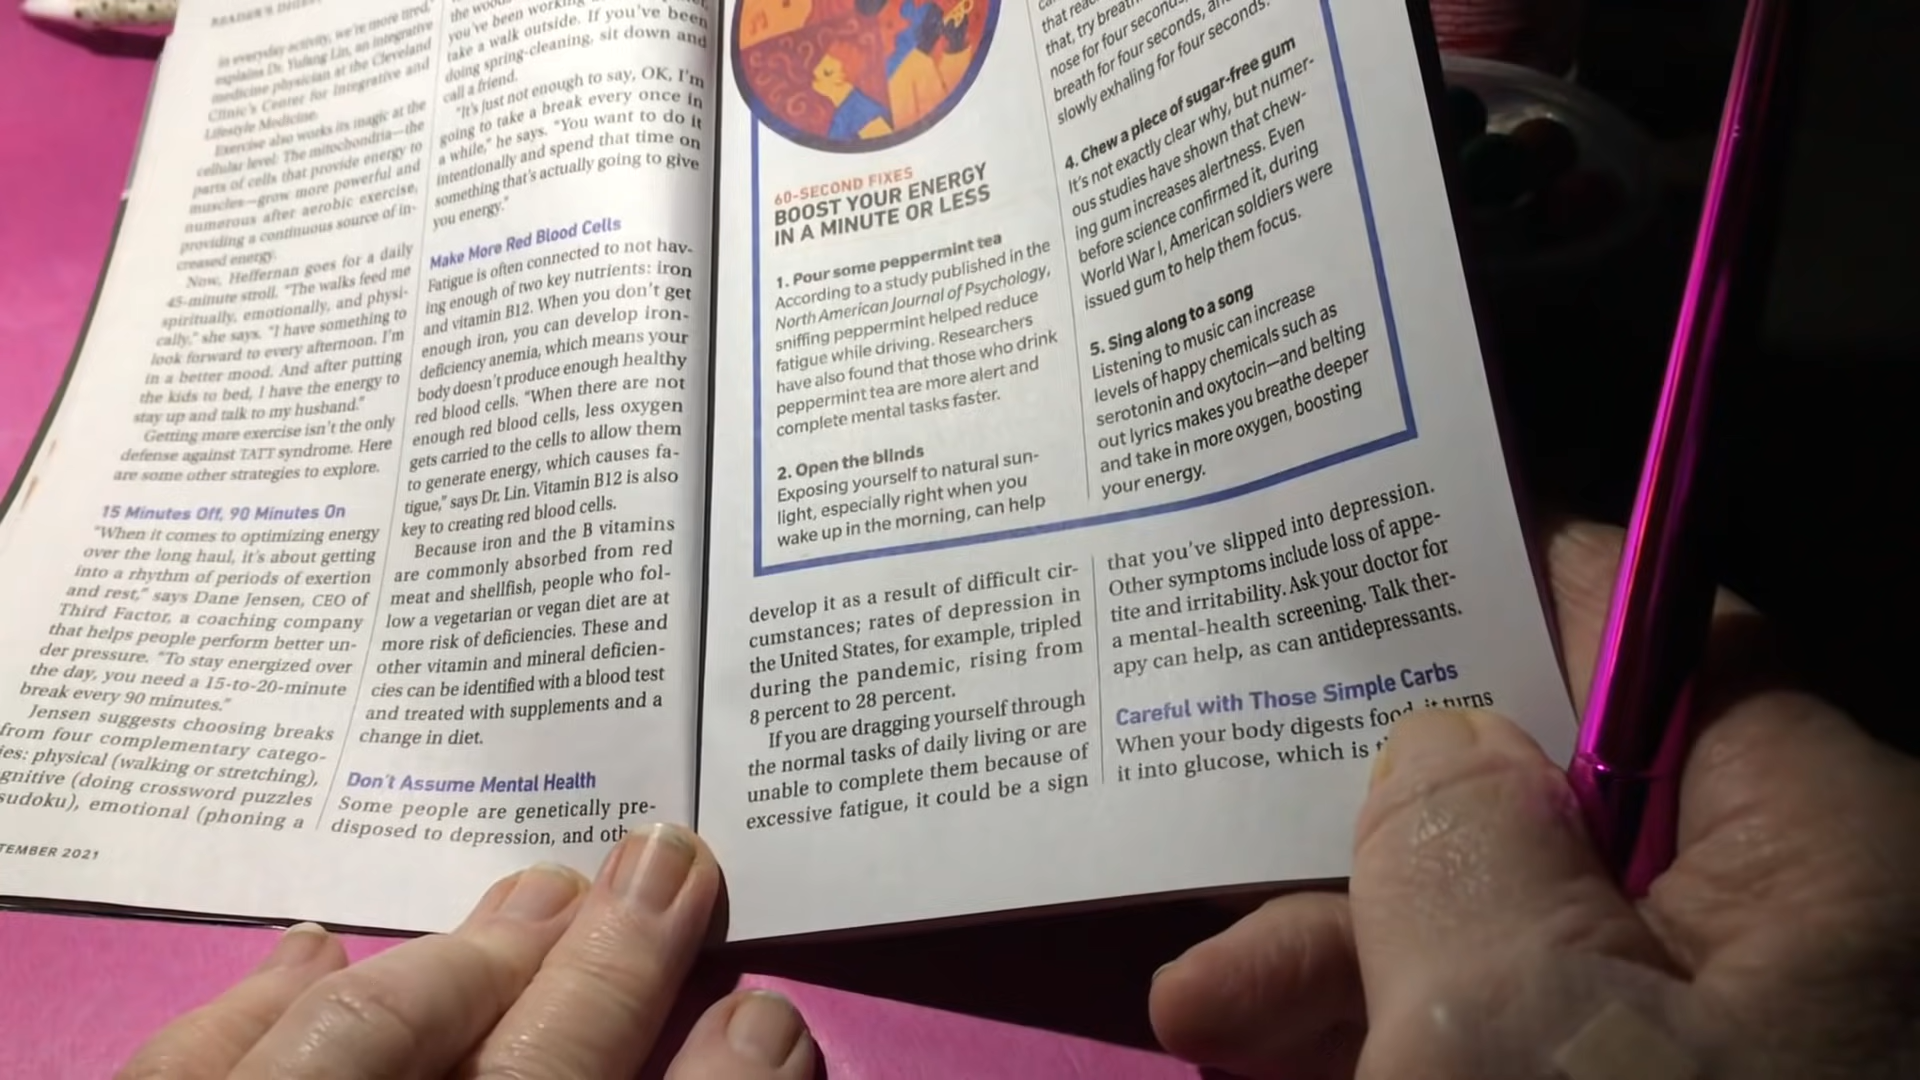 READER'S DIGEST
in everyday activity, we're more tired,"
explains Dr. Yufang Lin, an integrative
medicine physician at the Cleveland
Clinic's Center for Integrative and
Lifestyle Medicine.
Exercise also works its magic at the
cellular level: The mitochondria—the
parts of cells that provide energy to
muscles—grow more powerful and
numerous after aerobic exercise,
providing a continuous source of in-
creased energy.
Now, Heffernan goes for a daily
45-minute stroll. "The walks feed me
spiritually, emotionally, and physi-
cally," she says. "I have something to
look forward to every afternoon. I'm
in a better mood. And after putting
the kids to bed, I have the energy to
stay up and talk to my husband."
Getting more exercise isn't the only
defense against TATT syndrome. Here
are some other strategies to explore.
15 Minutes Off, 90 Minutes On
"When it comes to optimizing energy
over the long haul, it's about getting
into a rhythm of periods of exertion
and rest," says Dane Jensen, CEO of
Third Factor, a coaching company
that helps people perform better un-
der pressure. "To stay energized over
the day, you need a 15-to-20-minute
break every 90 minutes."
Jensen suggests choosing breaks
from four complementary catego-
ies: physical (walking or stretching),
gnitive (doing crossword puzzles
sudoku), emotional (phoning a
TEMBER 2021
you've been working
take a walk outside. If you've been
doing spring-cleaning, sit down and
call a friend.
"It's just not enough to say, OK, I'm
going to take a break every once in
a while," he says. "You want to do it
intentionally and spend that time on
something that's actually going to give
you energy."
Make More Red Blood Cells
Fatigue is often connected to not hav-
ing enough of two key nutrients: iron
and vitamin B12. When you don't get
enough iron, you can develop iron-
deficiency anemia, which means your
body doesn't produce enough healthy
red blood cells. "When there are not
enough red blood cells, less oxygen
gets carried to the cells to allow them
to generate energy, which causes fa-
tigue," says Dr. Lin. Vitamin B12 is also
key to creating red blood cells.
Because iron and the B vitamins
are commonly absorbed from red
meat and shellfish, people who fol-
low a vegetarian or vegan diet are at
more risk of deficiencies. These and
other vitamin and mineral deficien-
cies can be identified with a blood test
and treated with supplements and a
change in diet.
Don't Assume Mental Health
Some people are genetically pre-
disposed to depression, and oth
60-SECOND FIXES
BOOST YOUR ENERGY
IN A MINUTE OR LESS
1. Pour some peppermint tea
According to a study published in the
North American Journal of Psychology,
sniffing peppermint helped reduce
fatigue while driving. Researchers
have also found that those who drink
peppermint tea are more alert and
complete mental tasks faster.
2. Open the blinds
Exposing yourself to natural sun-
light, especially right when you
wake up in the morning, can help
that, try breath
nose for four seconds,
breath for four seconds, an
slowly exhaling for four seconds.
4. Chew a piece of sugar-free gum
It's not exactly clear why, but numer-
ous studies have shown that chew-
ing gum increases alertness. Even
before science confirmed it, during
World War I, American soldiers were
issued gum to help them focus.
5. Sing along to a song
Listening to music can increase
levels of happy chemicals such as
serotonin and oxytocin—and belting
out lyrics makes you breathe deeper
and take in more oxygen, boosting
your energy.
develop it as a result of difficult cir-
cumstances; rates of depression in
the United States, for example, tripled
during the pandemic, rising from
8 percent to 28 percent.
If you are dragging yourself through
the normal tasks of daily living or are
unable to complete them because of
excessive fatigue, it could be a sign
that you've slipped into depression.
Other symptoms include loss of appe-
tite and irritability. Ask your doctor for
a mental-health screening. Talk ther-
apy can help, as can antidepressants.
Careful with Those Simple Carbs
When your body digests food, it turns
it into glucose, which is